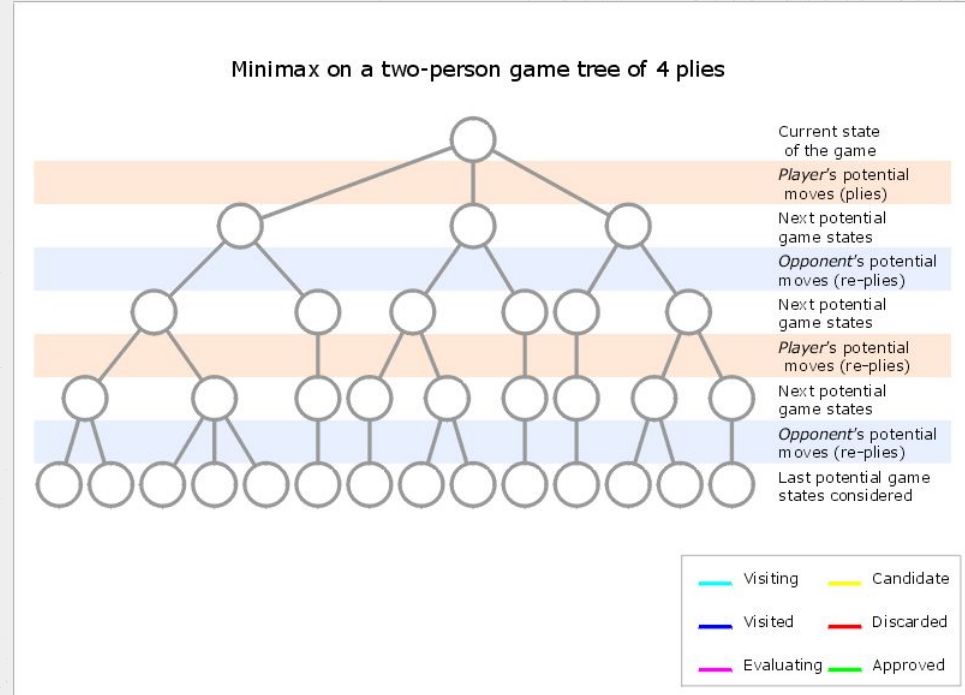 Minimax on a two-person game tree of 4 plies
Current state
of the game
Player's potential
moves (plies)
Next potential
game states
Opponent's potential
moves (re-plies)
Next potential
game states
Player's potential
moves (re-plies)
Next potential
game states
Opponent's potential
moves (re-plies)
Last potential game
states considered
Visiting Candidate
Visited Discarded
Evaluating Approved